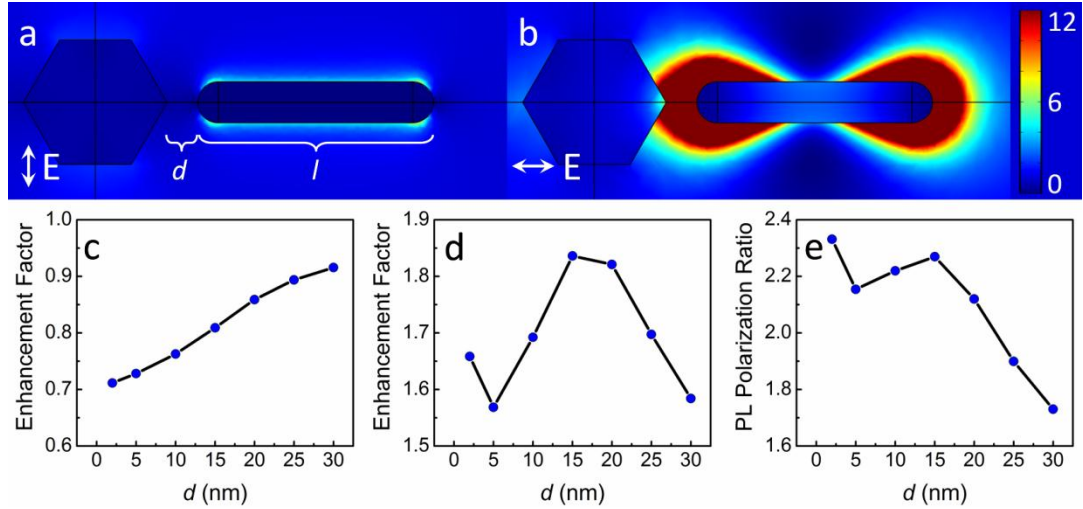 a
E
d
l
b
E
12
6
0
c
Enhancement Factor
1.0
0.9
0.8
0.7
0.6
0 5 10 15 20 25 30
d (nm)
d
Enhancement Factor
1.9
1.8
1.7
1.6
1.5
0 5 10 15 20 25 30
d (nm)
e
PL Polarization Ratio
2.4
2.2
2.0
1.8
1.6
0 5 10 15 20 25 30
d (nm)